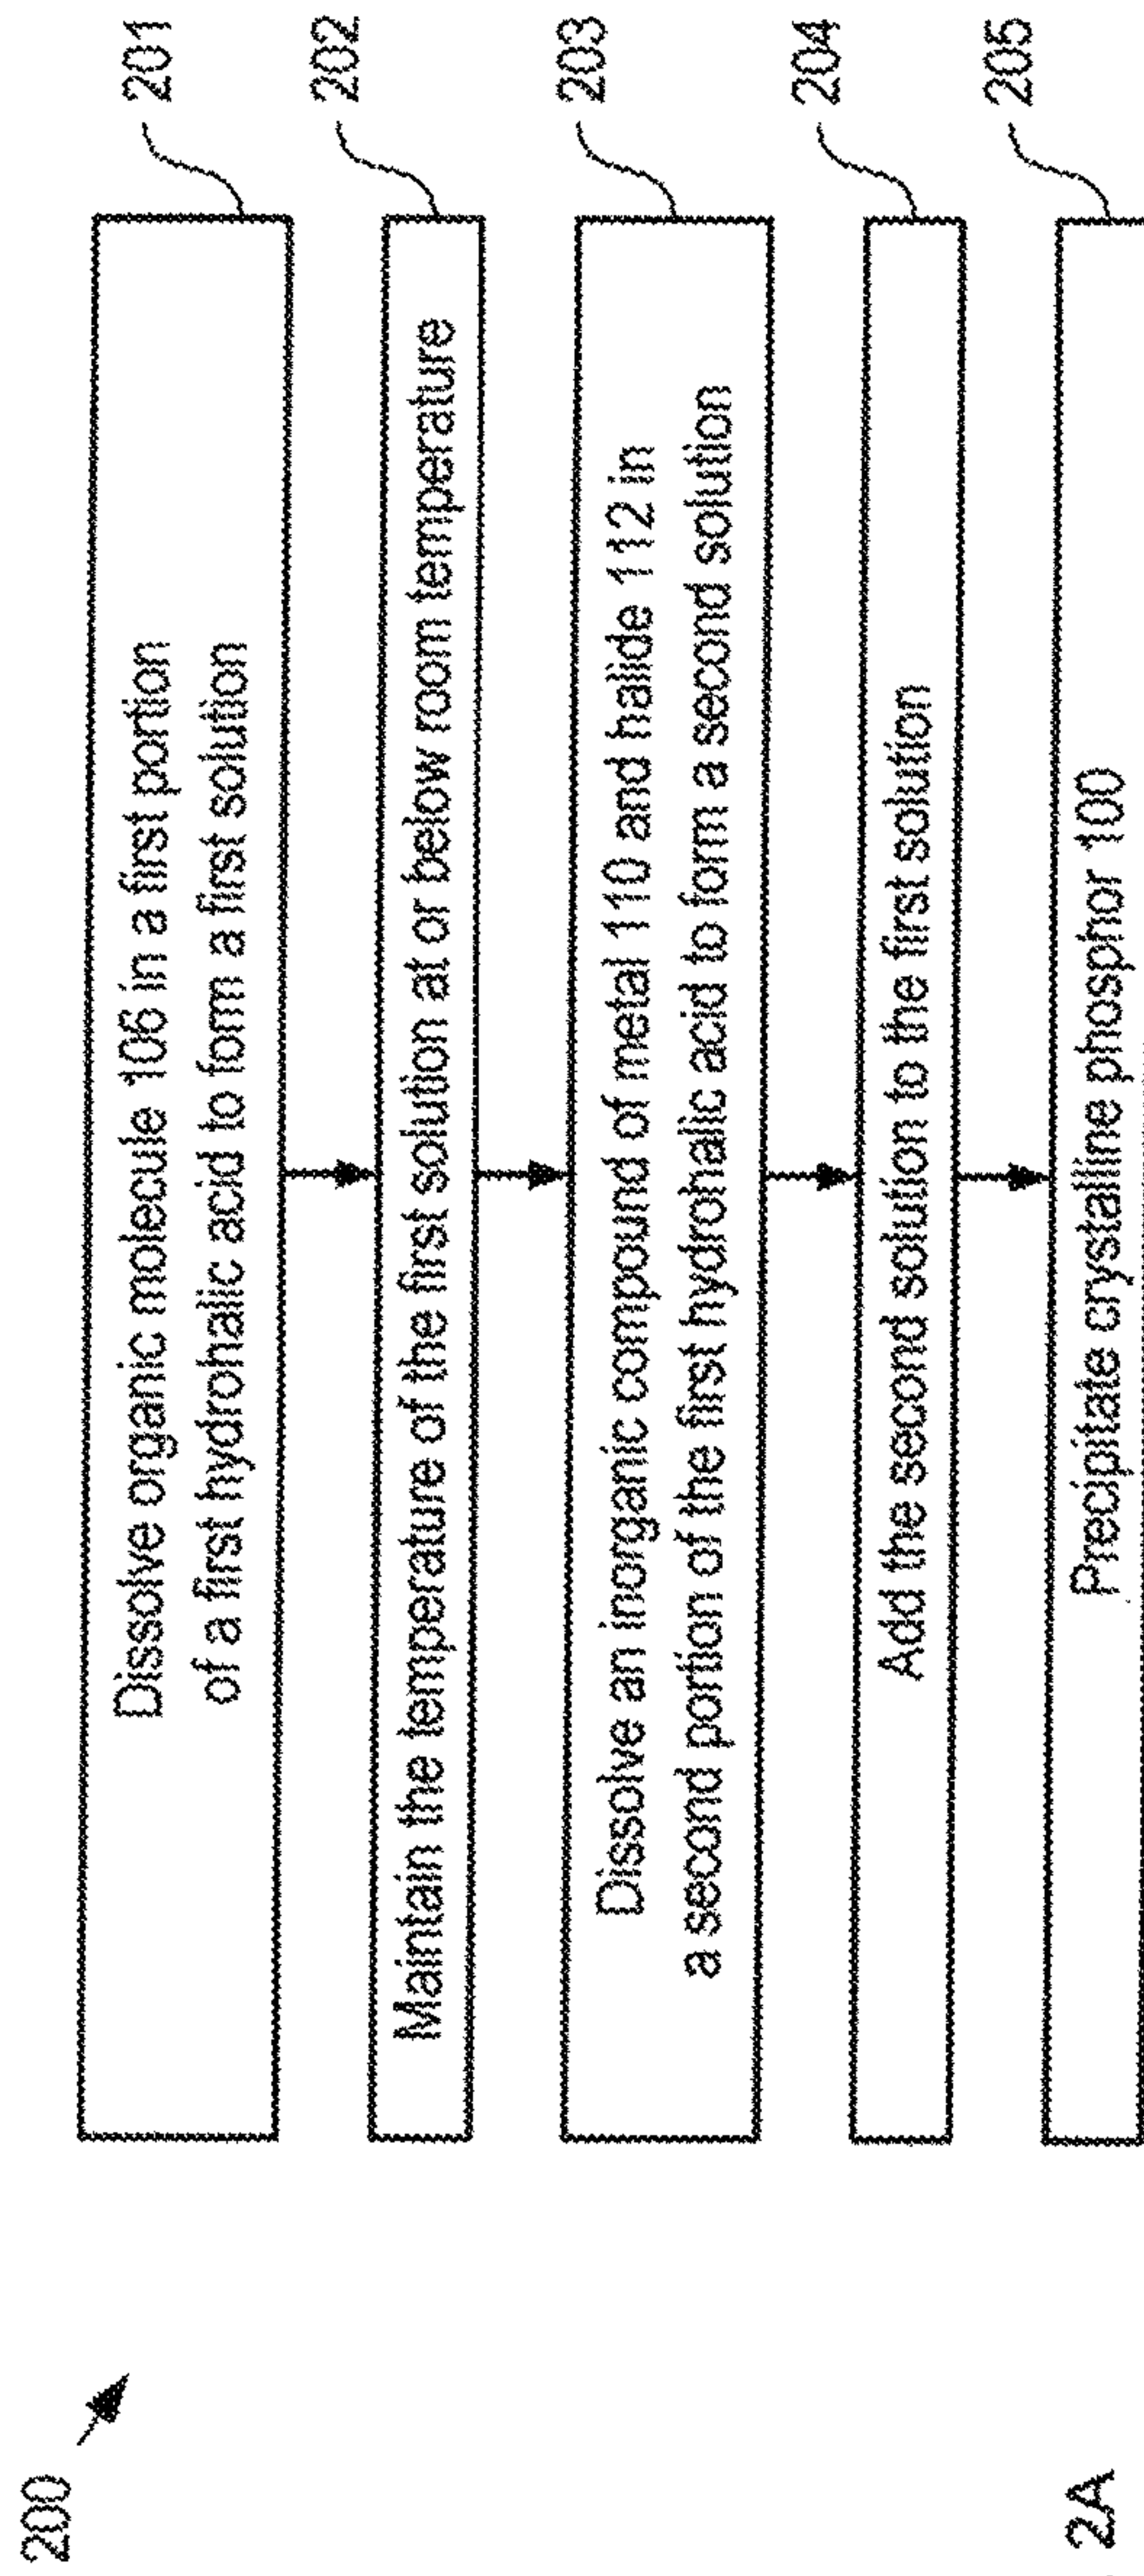 200
Dissolve organic molecule 106 in a first portion
of a first hydrohalic acid to form a first solution
201
Maintain the temperature of the first solution at or below room temperature
202
Dissolve an inorganic compound of metal 110 and halide 112 in
a second portion of the first hydrohalic acid to form a second solution
203
Add the second solution to the first solution
204
Precipitate crystalline phosphor 100
205
2A